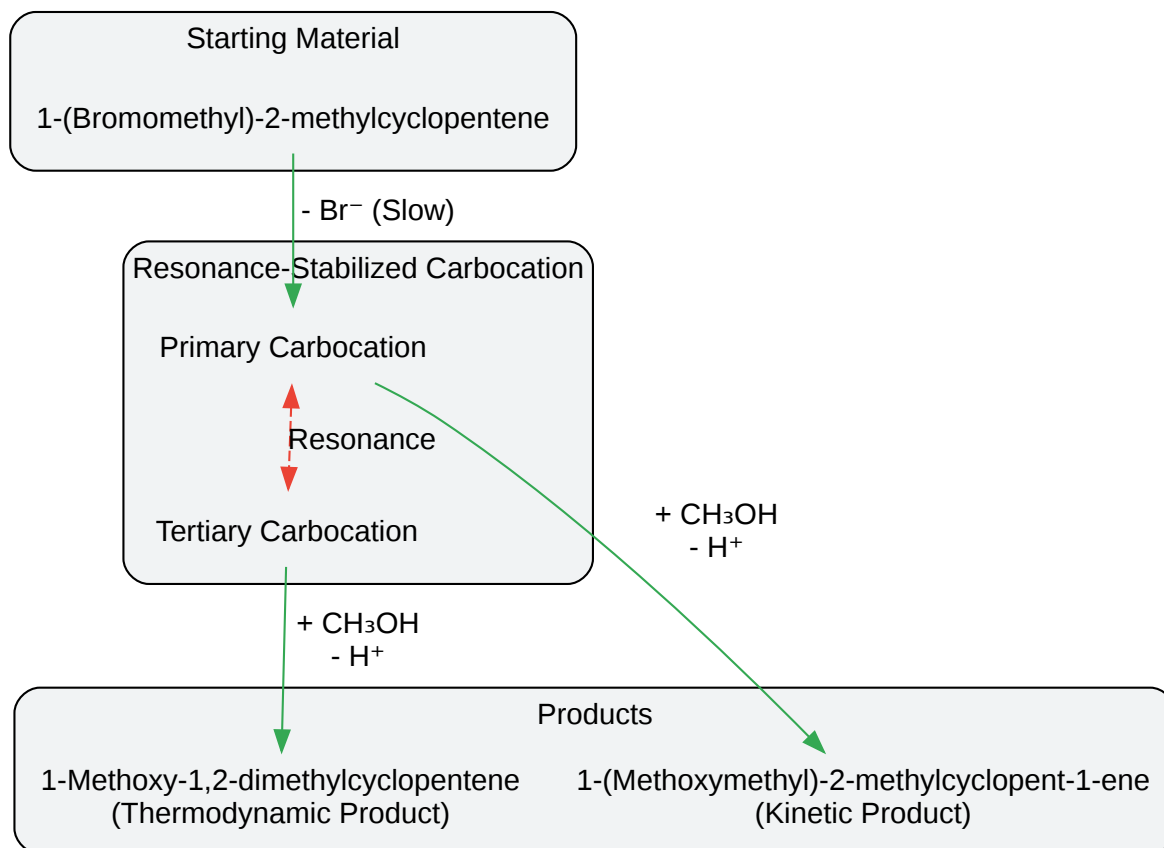 Starting Material
1-(Bromomethyl)-2-methylcyclopentene
- Br⁻ (Slow)
Resonance-Stabilized Carbocation
Primary Carbocation
Resonance
Tertiary Carbocation
+ CH₃OH
- H⁺
+ CH₃OH
- H⁺
Products
1-Methoxy-1,2-dimethylcyclopentene
(Thermodynamic Product)
1-(Methoxymethyl)-2-methylcyclopent-1-ene
(Kinetic Product)